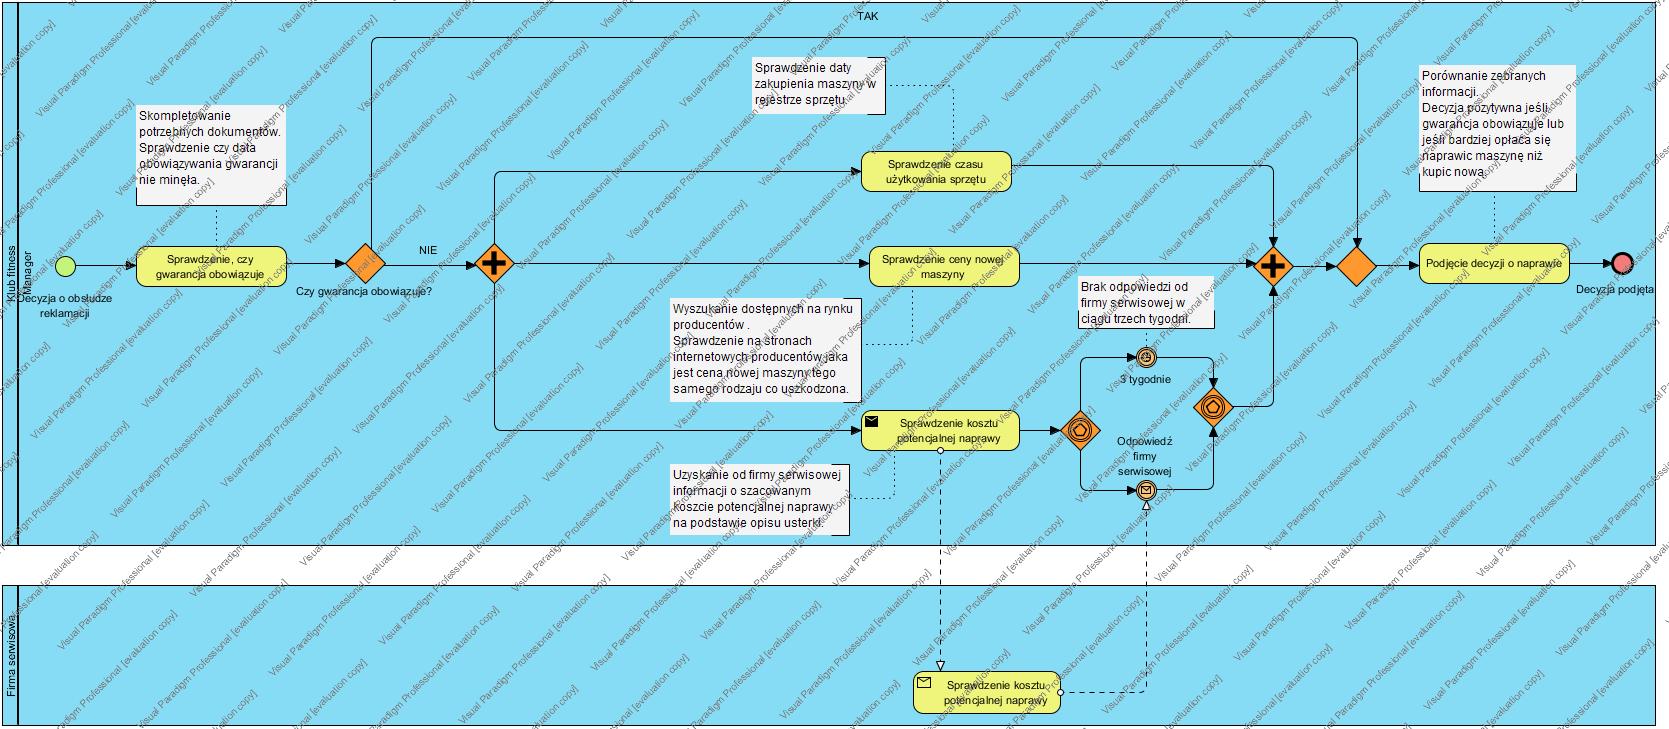 TAK
Klub fitness
Manager
Decyzja o obsłudze
reklamacji
Skompletowanie
potrzebnych dokumentów.
Sprawdzenie czy data
obowiązywania gwarancji
nie minęła.
Sprawdzenie, czy
gwarancja obowiązuje
Czy gwarancja obowiązuje?
NIE
Sprawdzenie daty
zakupienia maszyny w
rejestrze sprzętu
Sprawdzenie czasu
użytkowania sprzętu
Sprawdzenie ceny nowej
maszyny
Wyszukanie dostępnych na rynku
producentów .
Sprawdzenie na stronach
internetowych producentów jaka
jest cena nowej maszyny tego
samego rodzaju co uszkodzona.
Sprawdzenie kosztu
potencjalnej naprawy
Uzyskanie od firmy serwisowej
informacji o szacowanym
koszcie potencjalnej naprawy
na podstawie opisu usterki.
Brak odpowiedzi od
firmy serwisowej w
ciągu trzech tygodni.
3 tygodnie
Odpowiedź
firmy
serwisowej
Porównanie zebranych
informacji.
Decyzja pozytywna jeśli
gwarancja obowiązuje lub
jeśli bardziej opłaca się
naprawic maszynę niż
kupic nowa.
Podjęcie decyzji o naprawie
Decyzja podjęta
Firma serwisowa
Sprawdzenie kosztu
potencjalnej naprawy
Visual Paradigm Professional [evaluation copy]